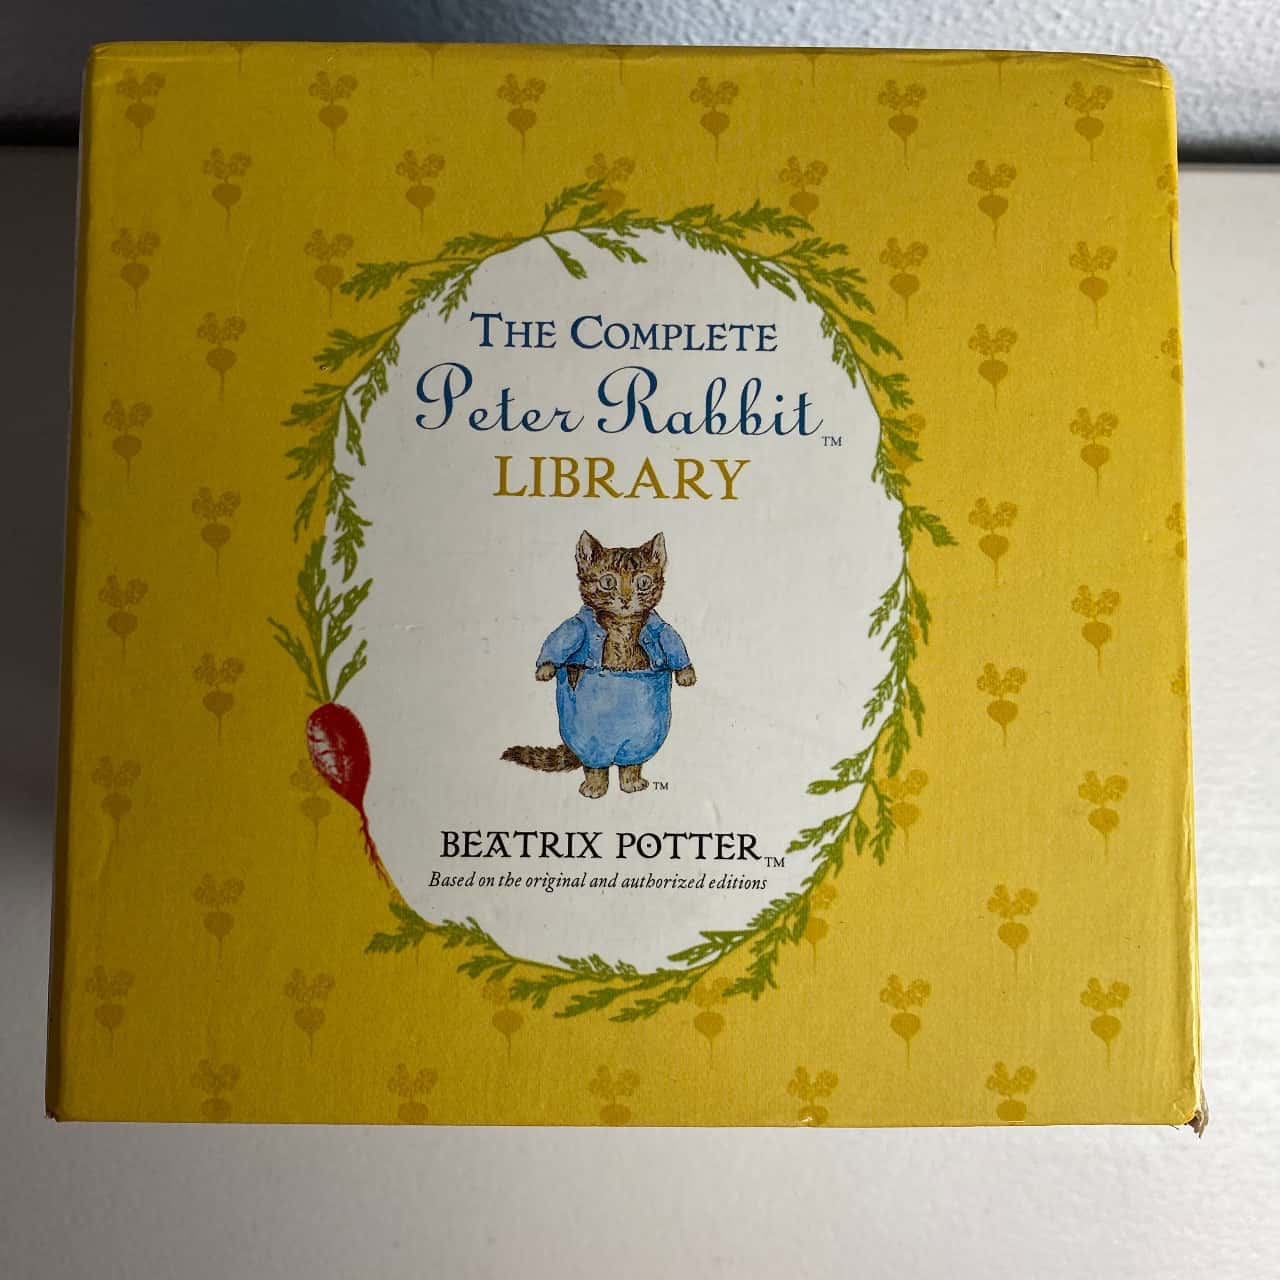 THE COMPLETE
Peter Rabbit™
LIBRARY
™
BEATRIX POTTER™
Based on the original and authorized editions